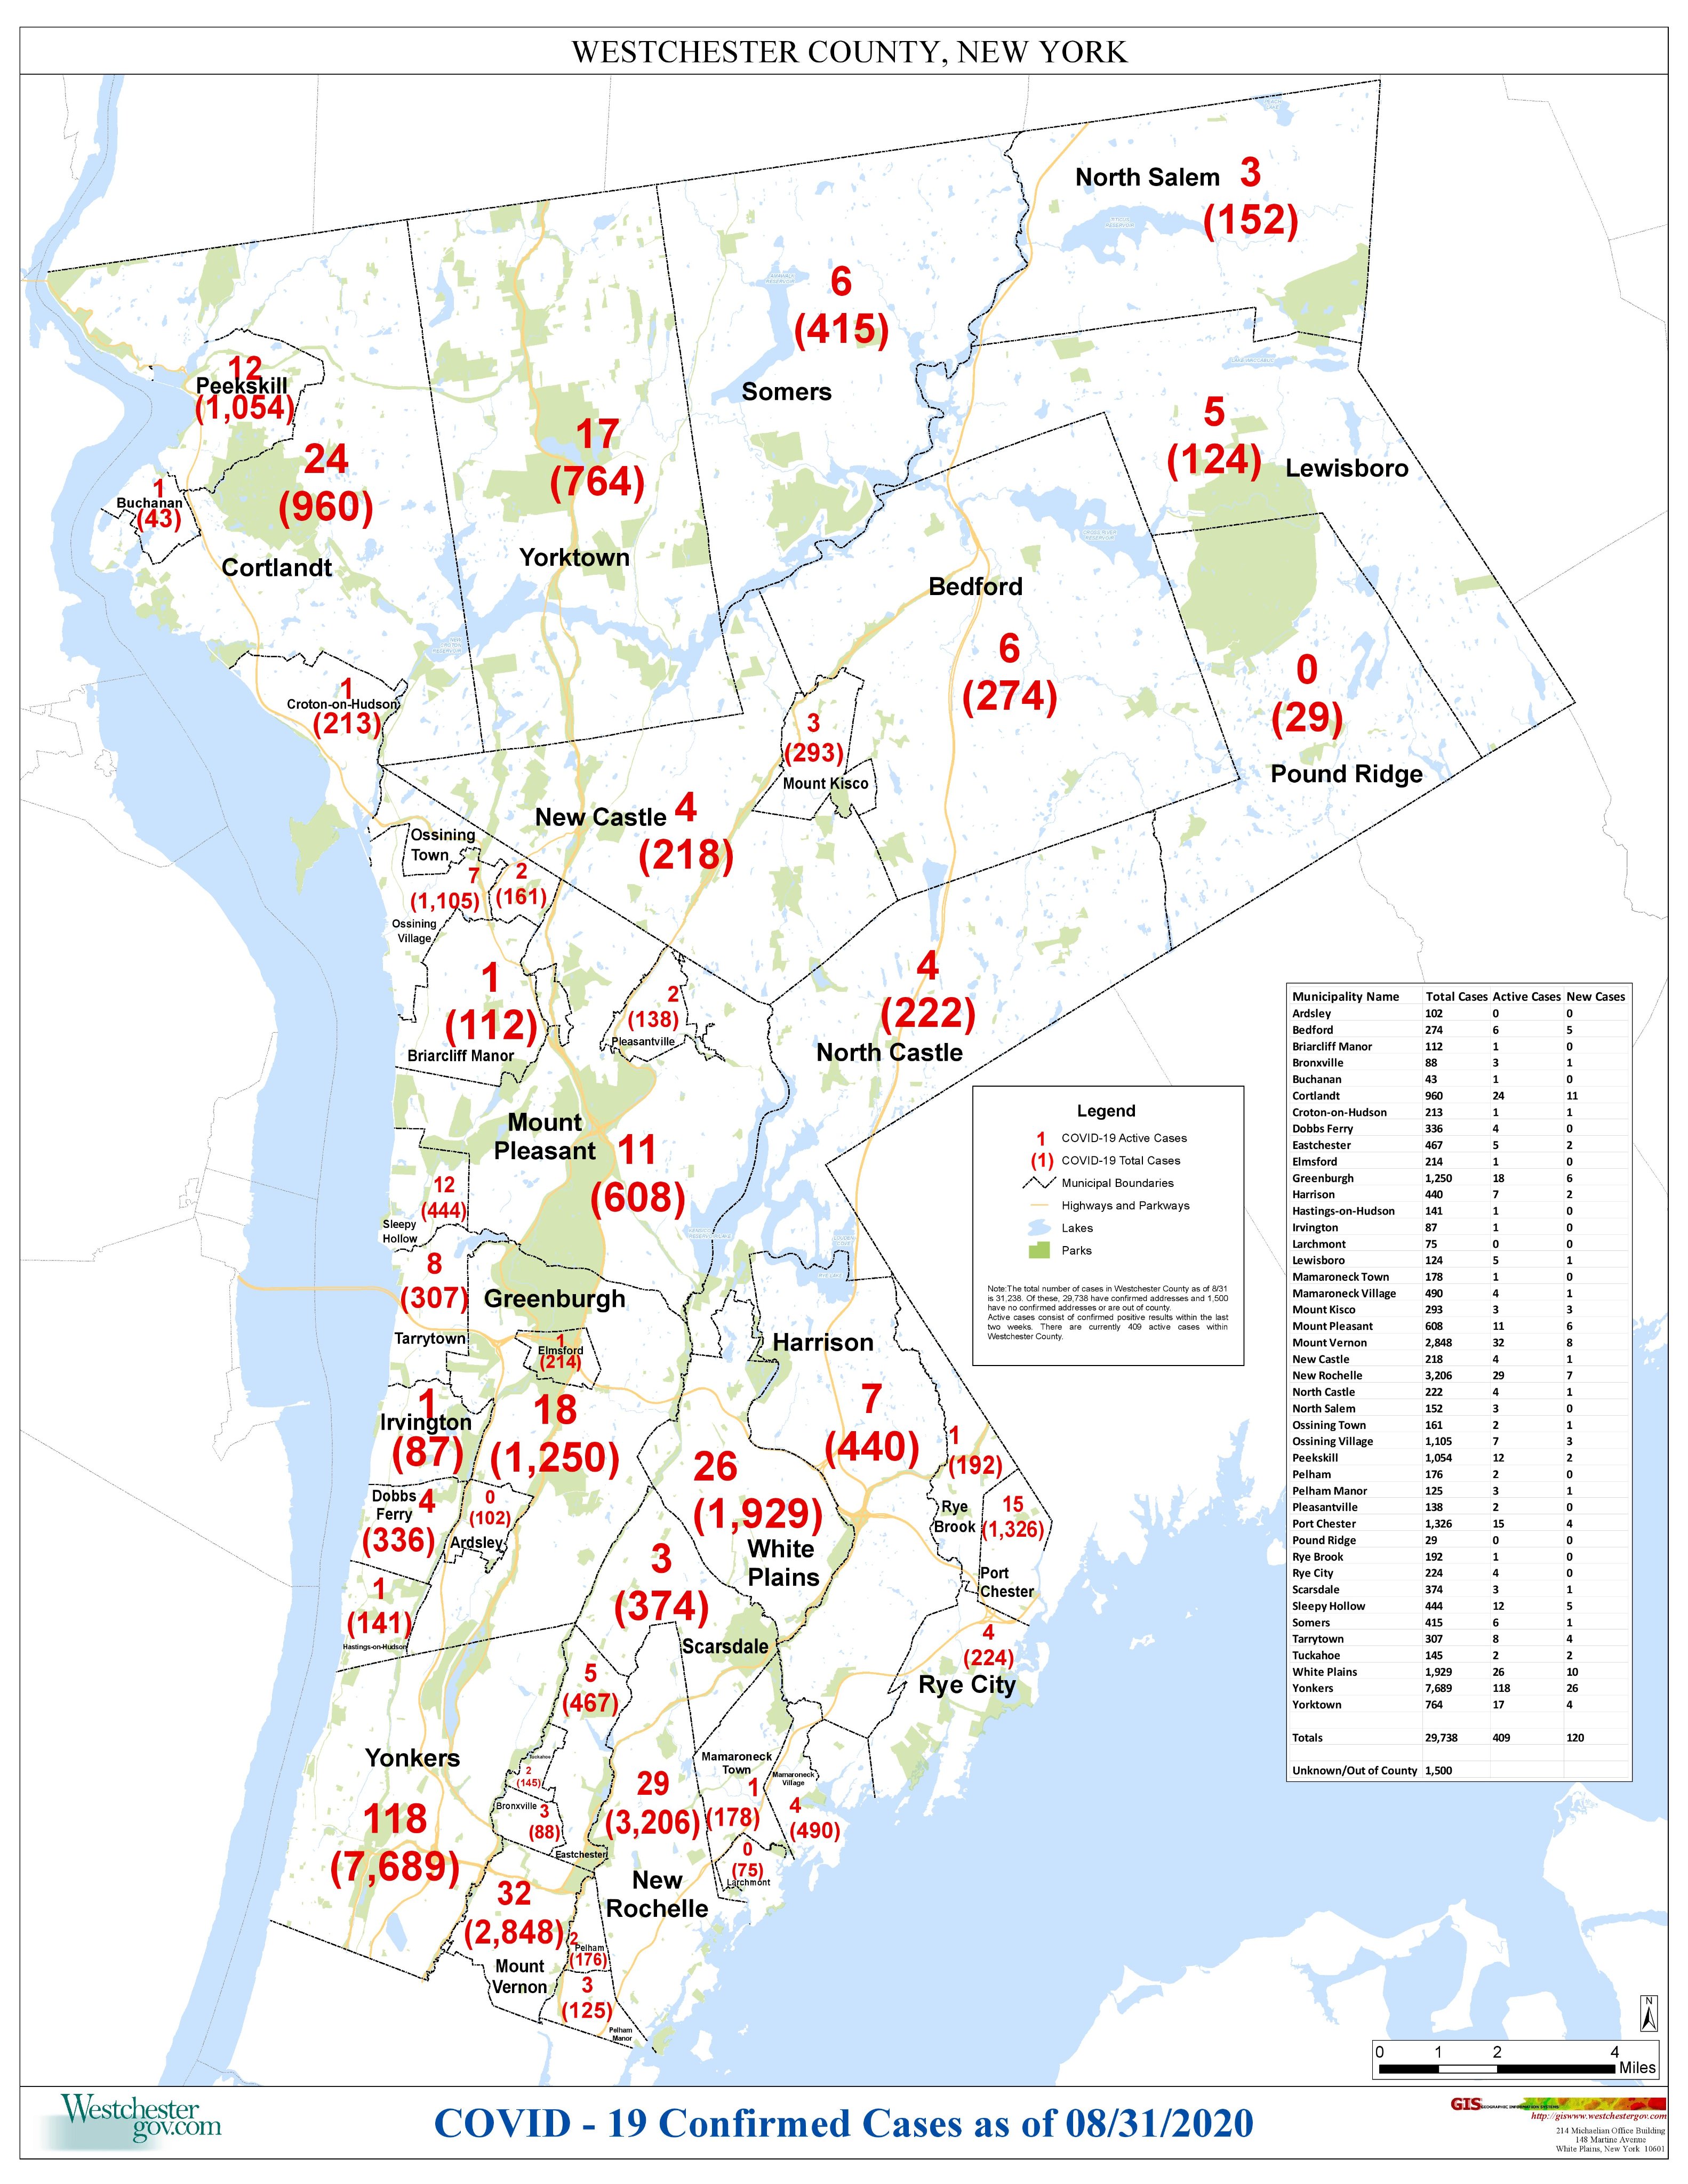 WESTCHESTER COUNTY, NEW YORK
North Salem 3
(152)
6
(415)
Somers
12
Peekskill
(1,054)
24
(960)
Cortlandt
1
Buchanan
(43)
17
(764)
Yorktown
5
(124) Lewisboro
Bedford
6
(274)
0
(29)
Pound Ridge
1
Croton-on-Hudson
(213)
3
(293)
Mount Kisco
New Castle 4
(218)
Ossining
Town
7
(1,105)
2
(161)
Ossining
Village
1
(112)
Briarcliff Manor
2
(138)
Pleasantville
4
(222)
North Castle
Mount
Pleasant 11
(608)
12
(444)
Sleepy
Hollow
8
(307)
Tarrytown
Greenburgh
1
Elmsford
(214)
18
(1,250)
Harrison
7
(440)
1
Irvington
(87)
26
(1,929)
White
Plains
1
(192)
Rye
Brook
15
(1,326)
Port
Chester
Dobbs
Ferry 4
(336)
0
(102)
Ardsley
3
(374)
Scarsdale
1
(141)
Hastings-on-Hudson
4
(224)
Rye City
5
(467)
Yonkers
118
(7,689)
Tuckahoe
2
(145)
Bronxville 3
(88)
Eastchester
29
(3,206)
New
Rochelle
Mamaroneck
Town
1
(178)
Mamaroneck
Village
4
(490)
0
(75)
Larchmont
32
(2,848)
Mount
Vernon
2
Pelham
(176)
3
(125)
Pelham
Manor
Legend
1 COVID-19 Active Cases
(1) COVID-19 Total Cases
Municipal Boundaries
Highways and Parkways
Lakes
Parks
Note:The total number of cases in Westchester County as of 8/31
is 31,238. Of these, 29,738 have confirmed addresses and 1,500
have no confirmed addresses or are out of county.
Active cases consist of confirmed positive results within the last
two weeks. There are currently 409 active cases within
Westchester County.
Municipality Name Total Cases Active Cases New Cases
Ardsley 102 0 0
Bedford 274 6 5
Briarcliff Manor 112 1 0
Bronxville 88 3 1
Buchanan 43 1 0
Cortlandt 960 24 11
Croton-on-Hudson 213 1 1
Dobbs Ferry 336 4 0
Eastchester 467 5 2
Elmsford 214 1 0
Greenburgh 1,250 18 6
Harrison 440 7 2
Hastings-on-Hudson 141 1 0
Irvington 87 1 0
Larchmont 75 0 0
Lewisboro 124 5 1
Mamaroneck Town 178 1 0
Mamaroneck Village 490 4 1
Mount Kisco 293 3 3
Mount Pleasant 608 11 6
Mount Vernon 2,848 32 8
New Castle 218 4 1
New Rochelle 3,206 29 7
North Castle 222 4 1
North Salem 152 3 0
Ossining Town 161 2 1
Ossining Village 1,105 7 3
Peekskill 1,054 12 2
Pelham 176 2 0
Pelham Manor 125 3 1
Pleasantville 138 2 0
Port Chester 1,326 15 4
Pound Ridge 29 0 0
Rye Brook 192 1 0
Rye City 224 4 0
Scarsdale 374 3 1
Sleepy Hollow 444 12 5
Somers 415 6 1
Tarrytown 307 8 4
Tuckahoe 145 2 2
White Plains 1,929 26 10
Yonkers 7,689 118 26
Yorktown 764 17 4
Totals 29,738 409 120
Unknown/Out of County 1,500
N
0 1 2 4
Miles
Westchester
gov.com
COVID - 19 Confirmed Cases as of 08/31/2020
GIS GEOGRAPHIC INFORMATION SYSTEMS
http://giswww.westchestergov.com
214 Michaelian Office Building
148 Martine Avenue
White Plains, New York 10601